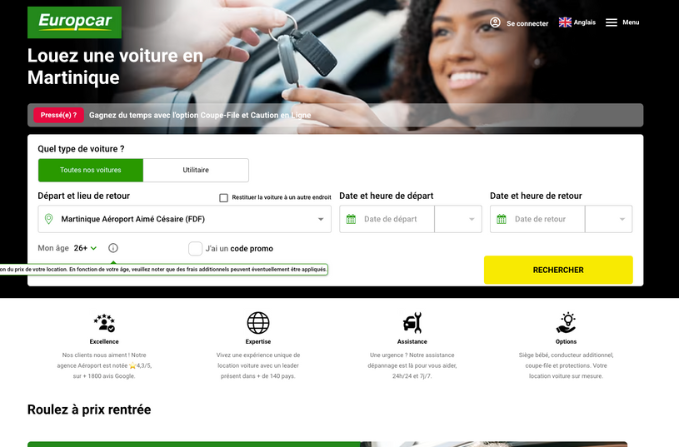 Europcar
Se connecter
Anglais
Menu
Louez une voiture en
Martinique
Pressé(e) ?
Gagnez du temps avec l'option Coupe-File et Caution en Ligne
Quel type de voiture ?
Toutes nos voitures
Utilitaire
Départ et lieu de retour
Restituer la voiture à un autre endroit
Date et heure de départ
Date et heure de retour
Martinique Aéroport Aimé Césaire (FDF)
Date de départ
Date de retour
Mon âge 26+
J'ai un code promo
on du prix de votre location. En fonction de votre âge, veuillez noter que des frais additionnels peuvent éventuellement être appliqués.
RECHERCHER
Excellence
Nos clients nous aiment ! Notre
agence Aéroport est notée ⭐4,3/5,
sur + 1800 avis Google.
Expertise
Vivez une expérience unique de
location voiture avec un leader
présent dans + de 140 pays.
Assistance
Une urgence ? Notre assistance
dépannage est là pour vous aider,
24h/24 et 7j/7.
Options
Siège bébé, conducteur additionnel,
coupe-file et protections. Votre
location voiture sur mesure.
Roulez à prix rentrée